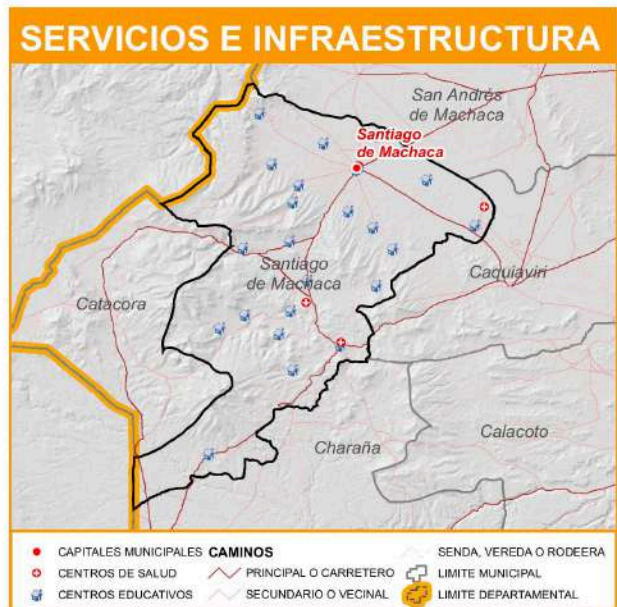 SERVICIOS E INFRAESTRUCTURA
San Andrés
de Machaca
Santiago
de Machaca
Santiago
de Machaca
Catacora
Caquiaviri
Charaña
Calacoto
CAPITALES MUNICIPALES
CENTROS DE SALUD
CENTROS EDUCATIVOS
CAMINOS
PRINCIPAL O CARRETERO
SECUNDARIO O VECINAL
SENDA, VEREDA O RODEERA
LIMITE MUNICIPAL
LIMITE DEPARTAMENTAL